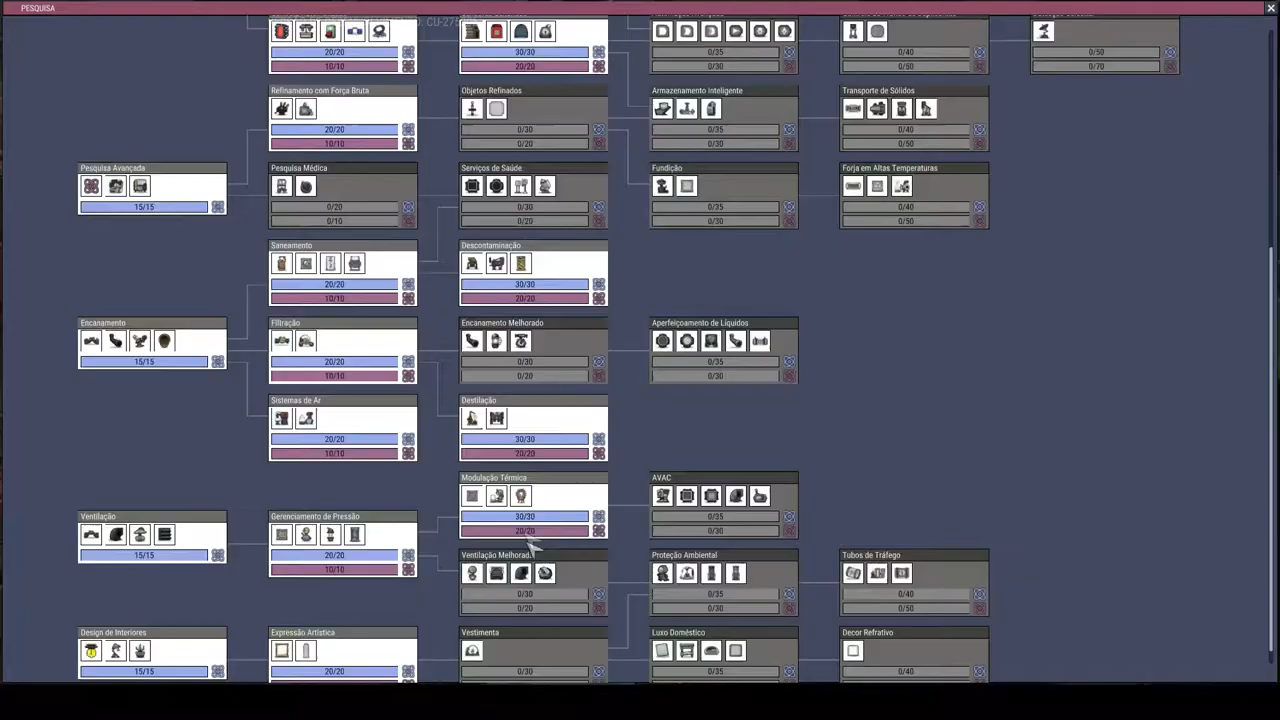 PESQUISA
20/20 30/30 0/35 0/40 0/50
10/10 20/20 0/30 0/50 0/70
Refinamento com Força Bruta Objetos Refinados Armazenamento Inteligente Transporte de Sólidos
20/20 0/30 0/35 0/40
10/10 0/20 0/30 0/50
Pesquisa Avançada Pesquisa Médica Serviços de Saúde Fundição Forja em Altas Temperaturas
15/15 0/20 0/30 0/35 0/40
0/10 0/20 0/30 0/50
Saneamento Descontaminação
20/20 30/30
10/10 20/20
Encanamento Filtração Encanamento Melhorado Aperfeiçoamento de Líquidos
15/15 20/20 0/30 0/35
10/10 0/20 0/30
Sistemas de Ar Destilação
20/20 30/30
10/10 20/20
Modulação Térmica AVAC
30/30 0/35
20/20 0/30
Ventilação Gerenciamento de Pressão
15/15 20/20
10/10
Ventilação Melhorad Proteção Ambiental Tubos de Tráfego
0/30 0/35 0/40
0/20 0/30 0/50
Design de Interiores Expressão Artística Vestimenta Luxo Doméstico Decor Refrativo
15/15 20/20 0/30 0/35 0/40